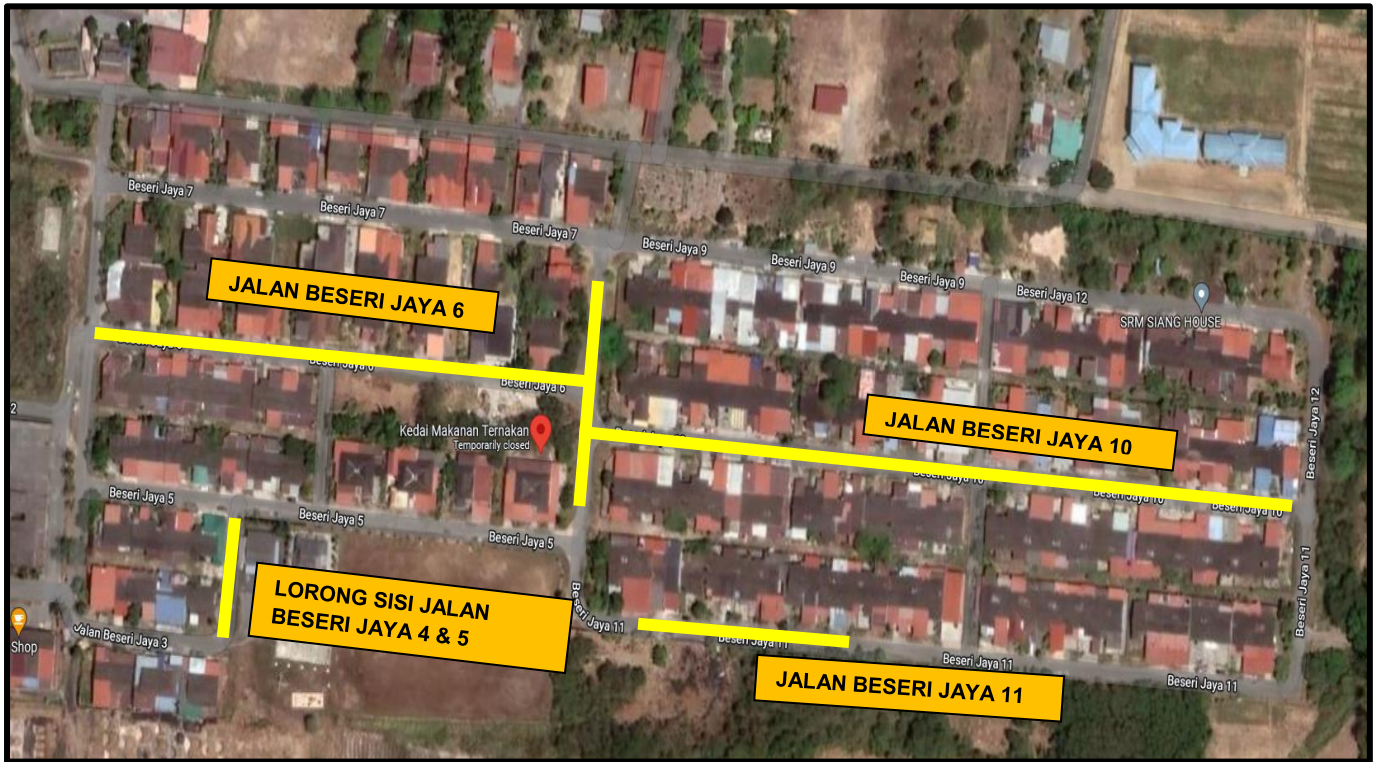 Beseri Jaya 7
Beseri Jaya 7
Beseri Jaya 7
Beseri Jaya 9
Beseri Jaya 9
Beseri Jaya 9
Beseri Jaya 12
SRM SIANG HOUSE
JALAN BESERI JAYA 6
Beseri Jaya 6
Beseri Jaya 6
2
Kedai Makanan Ternakan
Temporarily closed
JALAN BESERI JAYA 10
Beseri Jaya 12
Beseri Jaya 10
Beseri Jaya 10
Beseri Jaya 5
Beseri Jaya 5
Beseri Jaya 5
LORONG SISI JALAN
BESERI JAYA 4 & 5
Beseri Jaya 11
Beseri Jaya 11
Shop
Jalan Beseri Jaya 3
Beseri Jaya 11
Beseri Jaya 11
Beseri Jaya 11
JALAN BESERI JAYA 11